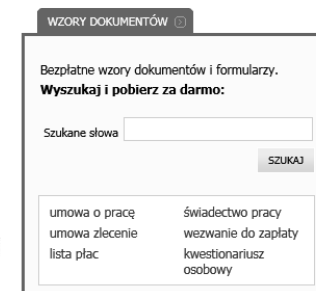 WZORY DOKUMENTÓW
Bezpłatne wzory dokumentów i formularzy.
Wyszukaj i pobierz za darmo:
Szukane słowa
SZUKAJ
umowa o pracę
świadectwo pracy
umowa zlecenie
wezwanie do zapłaty
lista płac
kwestionariusz
osobowy